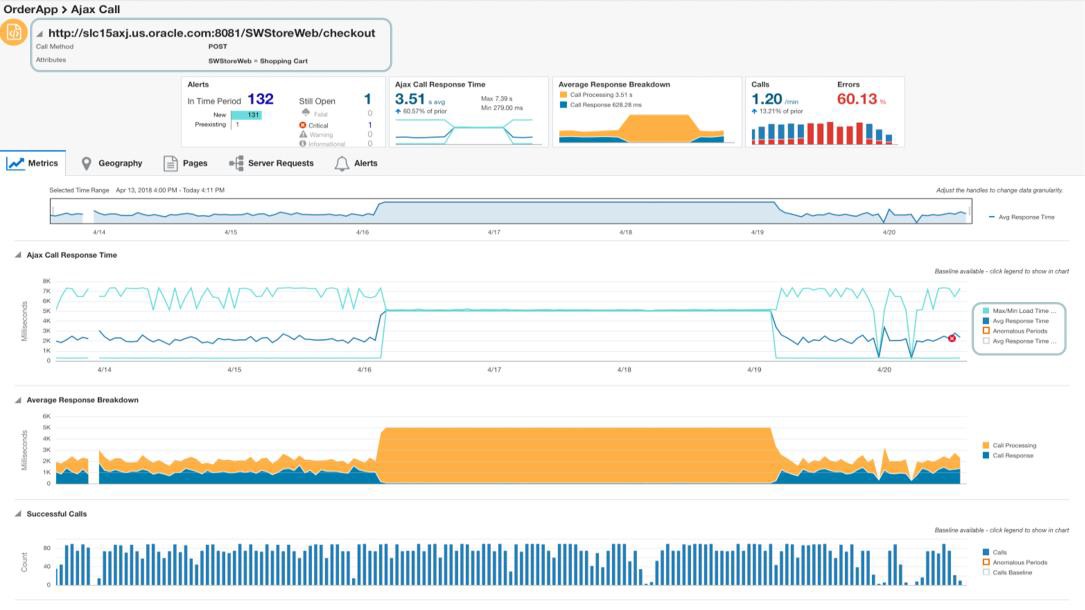 OrderApp > Ajax Call
http://slc15axj.us.oracle.com:8081/SWStoreWeb/checkout
Call Method POST
Attributes SWStoreWeb » Shopping Cart
Alerts
In Time Period 132
New 131
Preexisting 1
Still Open 1
Fatal 0
Critical 1
Warning 0
Informational 0
Ajax Call Response Time
3.51 s avg
60.57% of prior
Max 7.39 s
Min 279.00 ms
Average Response Breakdown
Call Processing 3.51 s
Call Response 628.28 ms
Calls
1.20 /min
13.21% of prior
Errors
60.13 %
Metrics Geography Pages Server Requests Alerts
Selected Time Range Apr 13, 2018 4:00 PM - Today 4:11 PM
Adjust the handles to change data granularity.
Avg Response Time
4/14 4/15 4/16 4/17 4/18 4/19 4/20
Ajax Call Response Time
Baseline available - click legend to show in chart
Milliseconds
8K
7K
6K
5K
4K
3K
2K
1K
0
4/14 4/15 4/16 4/17 4/18 4/19 4/20
Max/Min Load Time ...
Avg Response Time
Anomalous Periods
Avg Response Time ...
Average Response Breakdown
Milliseconds
6K
5K
4K
3K
2K
1K
0
Call Processing
Call Response
Successful Calls
Baseline available - click legend to show in chart
Count
80
40
0
Calls
Anomalous Periods
Calls Baseline